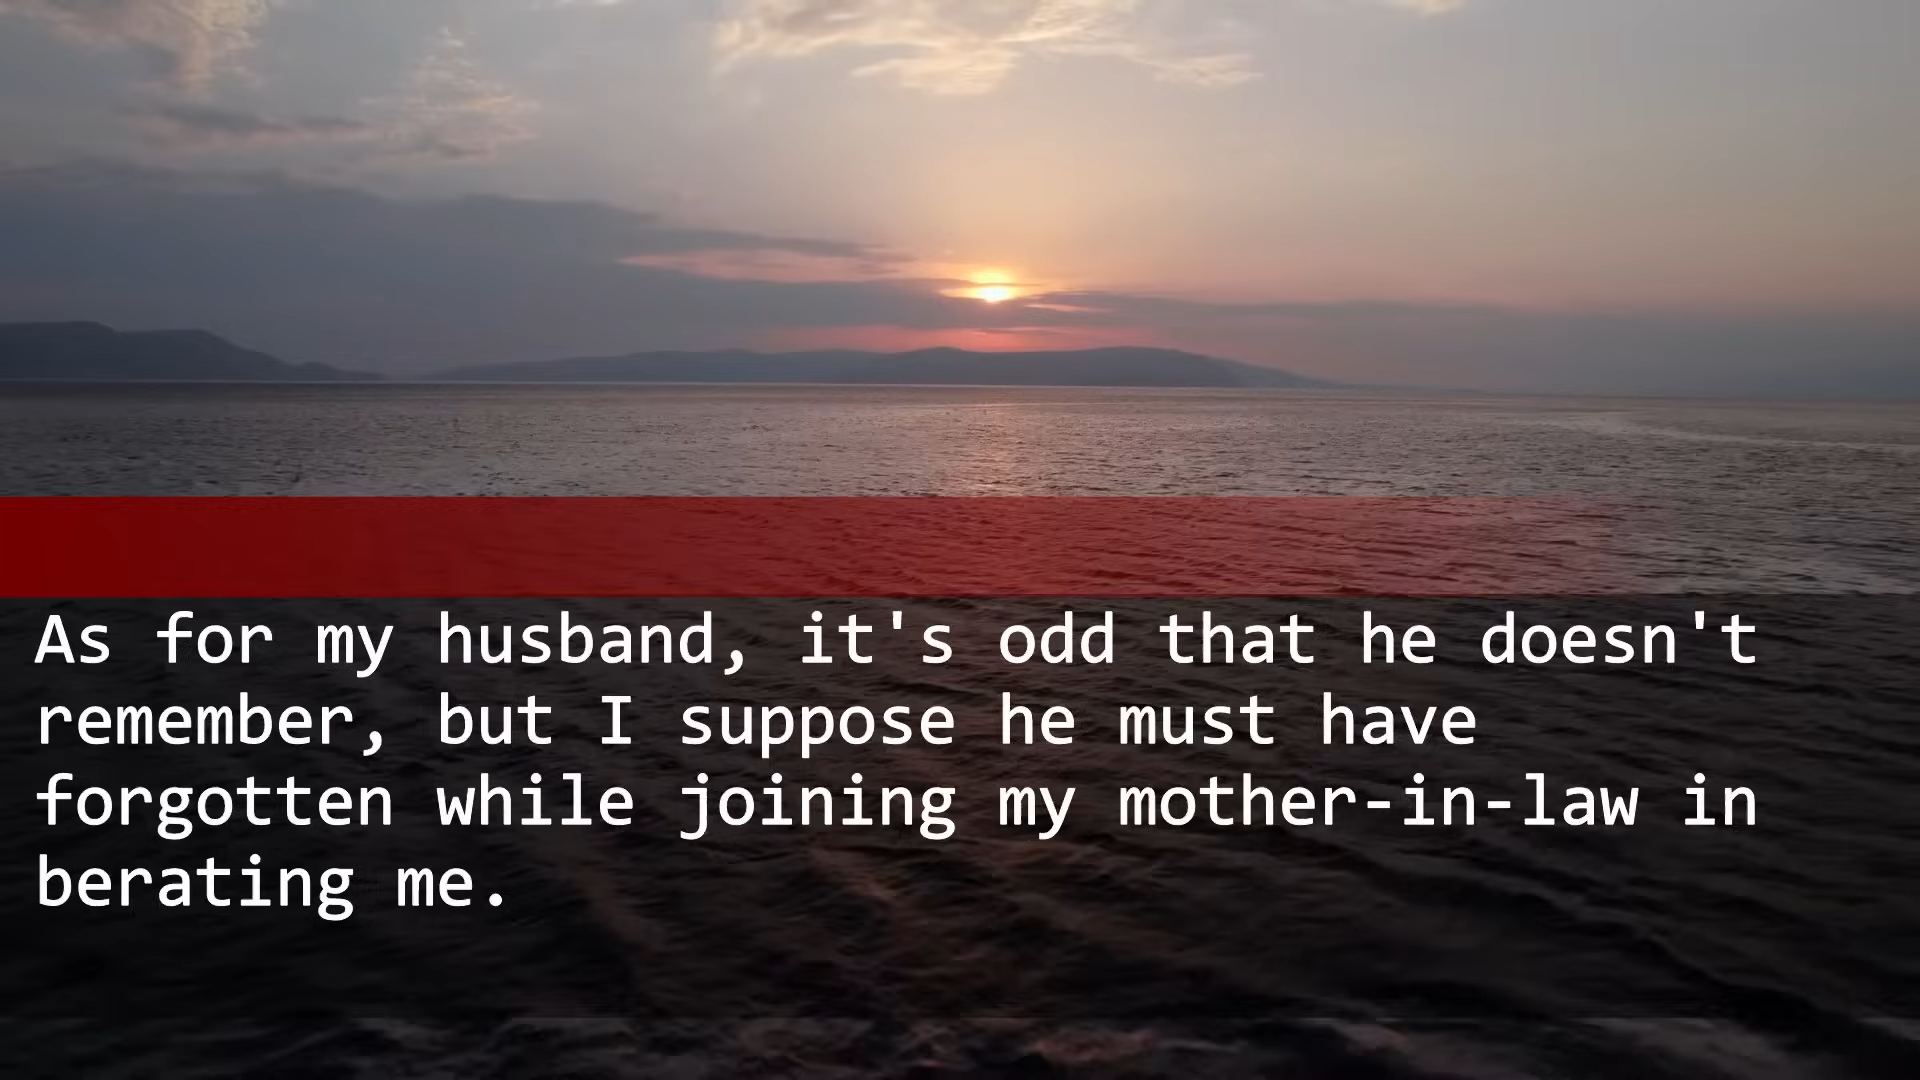 As for my husband, it's odd that he doesn't
remember, but I suppose he must have
forgotten while joining my mother-in-law in
berating me.